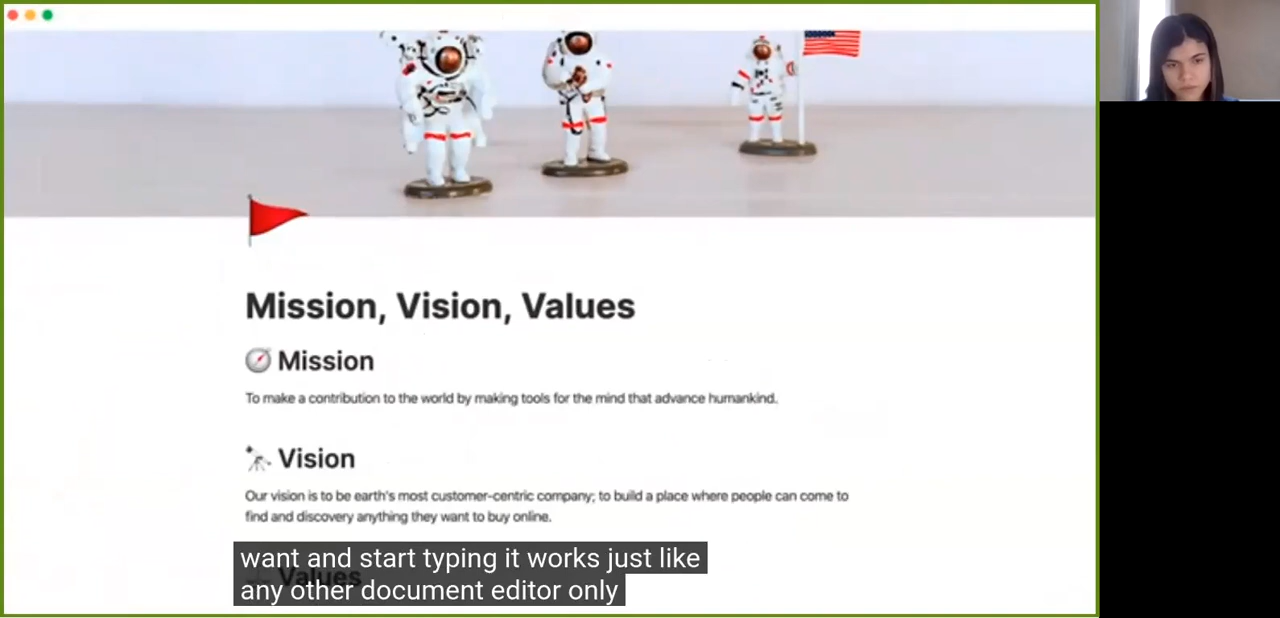 Mission, Vision, Values
Mission
To make a contribution to the world by making tools for the mind that advance humankind.
Vision
Our vision is to be earth's most customer-centric company; to build a place where people can come to
find and discovery anything they want to buy online.
Values
want and start typing it works just like
any other document editor only